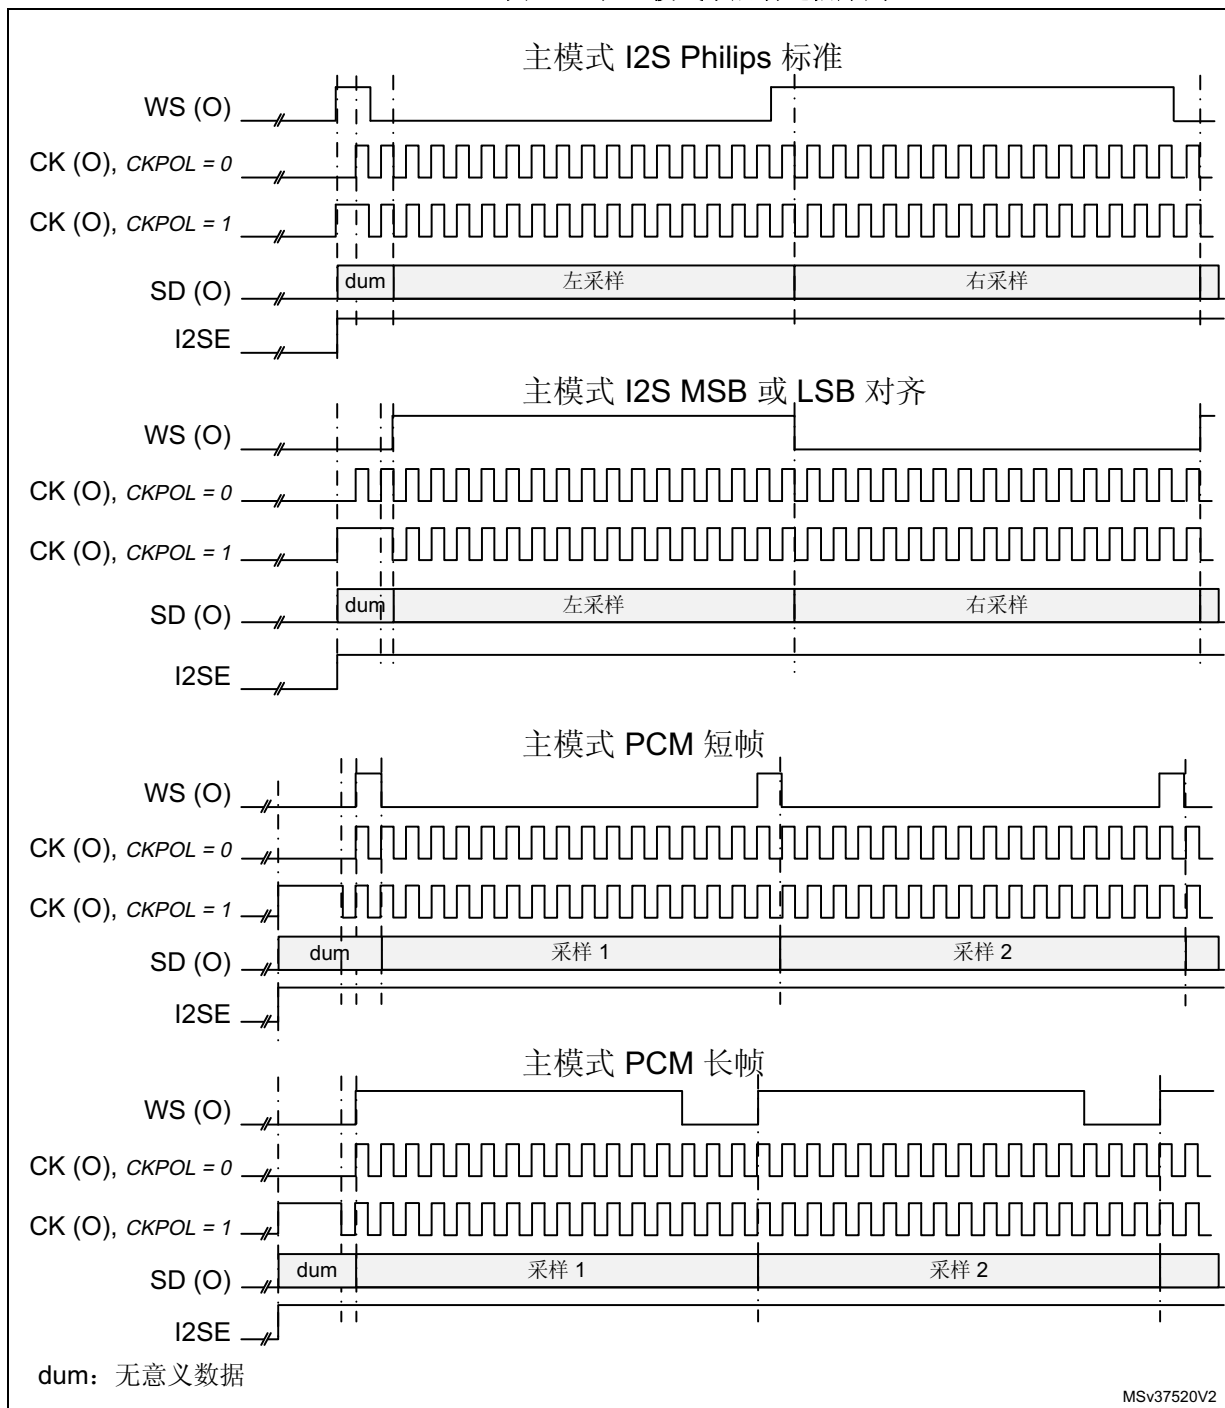 主模式 I2S Philips 标准
WS (O)
CK (O), CKPOL = 0
CK (O), CKPOL = 1
SD (O)
dum
左采样
右采样
I2SE
主模式 I2S MSB 或 LSB 对齐
WS (O)
CK (O), CKPOL = 0
CK (O), CKPOL = 1
SD (O)
dum
左采样
右采样
I2SE
主模式 PCM 短帧
WS (O)
CK (O), CKPOL = 0
CK (O), CKPOL = 1
SD (O)
dum
采样 1
采样 2
I2SE
主模式 PCM 长帧
WS (O)
CK (O), CKPOL = 0
CK (O), CKPOL = 1
SD (O)
dum
采样 1
采样 2
I2SE
dum：无意义数据
MSv37520V2